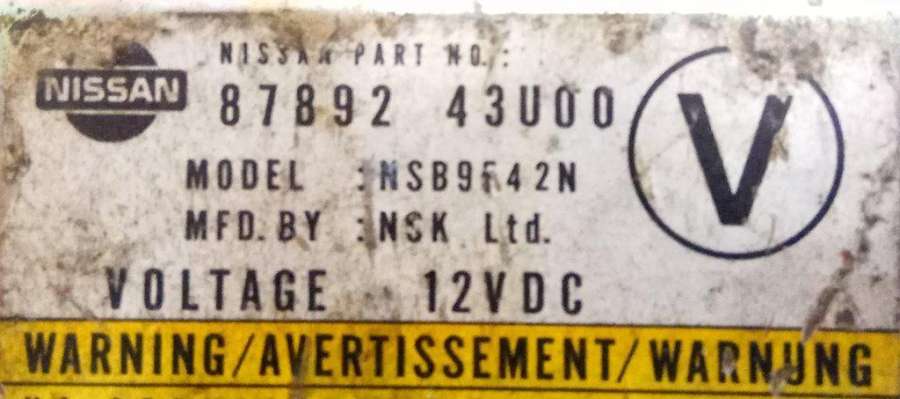 NISSAN PART NO.:
NISSAN
87892 43U00
V
MODEL :NSB9F42N
MFD. BY :NSK Ltd.
VOLTAGE 12VDC
WARNING/AVERTISSEMENT/WARNUNG